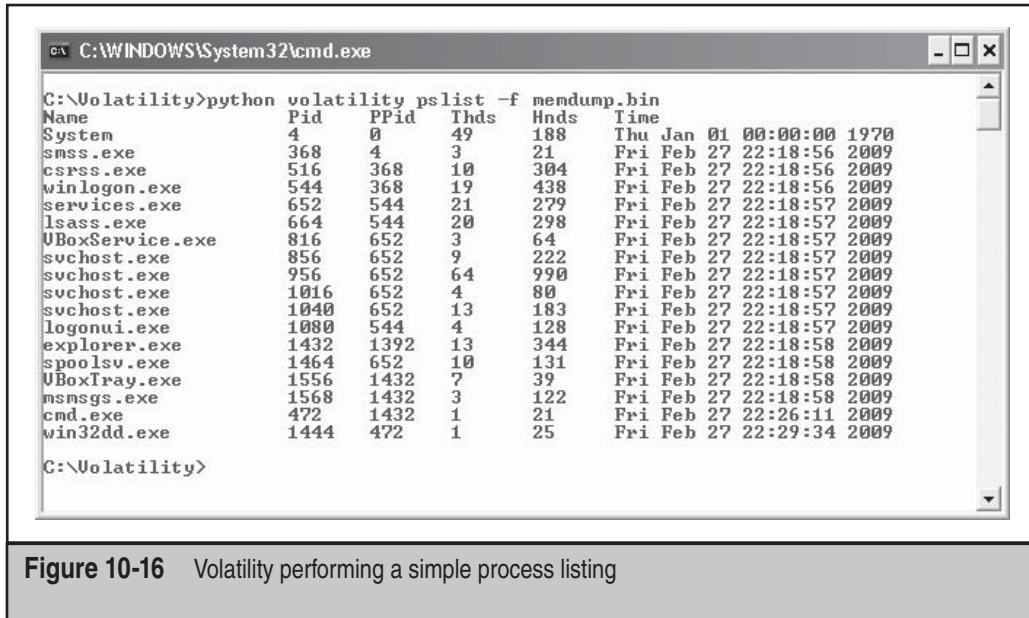 C:\WINDOWS\System32\cmd.exe
C:\Volatility>python volatility pslist -f memdump.bin
Name Pid PPid Thds Hnds Time
System 4 0 49 188 Thu Jan 01 00:00:00 1970
smss.exe 368 4 3 21 Fri Feb 27 22:18:56 2009
csrss.exe 516 368 10 304 Fri Feb 27 22:18:56 2009
winlogon.exe 544 368 19 438 Fri Feb 27 22:18:56 2009
services.exe 652 544 21 279 Fri Feb 27 22:18:57 2009
lsass.exe 664 544 20 298 Fri Feb 27 22:18:57 2009
VBoxService.exe 816 652 3 64 Fri Feb 27 22:18:57 2009
svchost.exe 856 652 9 222 Fri Feb 27 22:18:57 2009
svchost.exe 956 652 64 990 Fri Feb 27 22:18:57 2009
svchost.exe 1016 652 4 80 Fri Feb 27 22:18:57 2009
svchost.exe 1040 652 13 183 Fri Feb 27 22:18:57 2009
logonui.exe 1080 544 4 128 Fri Feb 27 22:18:57 2009
explorer.exe 1432 1392 13 344 Fri Feb 27 22:18:58 2009
spoolsv.exe 1464 652 10 131 Fri Feb 27 22:18:58 2009
VBoxTray.exe 1556 1432 7 39 Fri Feb 27 22:18:58 2009
msmsgs.exe 1568 1432 3 122 Fri Feb 27 22:18:58 2009
cmd.exe 472 1432 1 21 Fri Feb 27 22:26:11 2009
win32dd.exe 1444 472 1 25 Fri Feb 27 22:29:34 2009
C:\Volatility>
Figure 10-16 Volatility performing a simple process listing